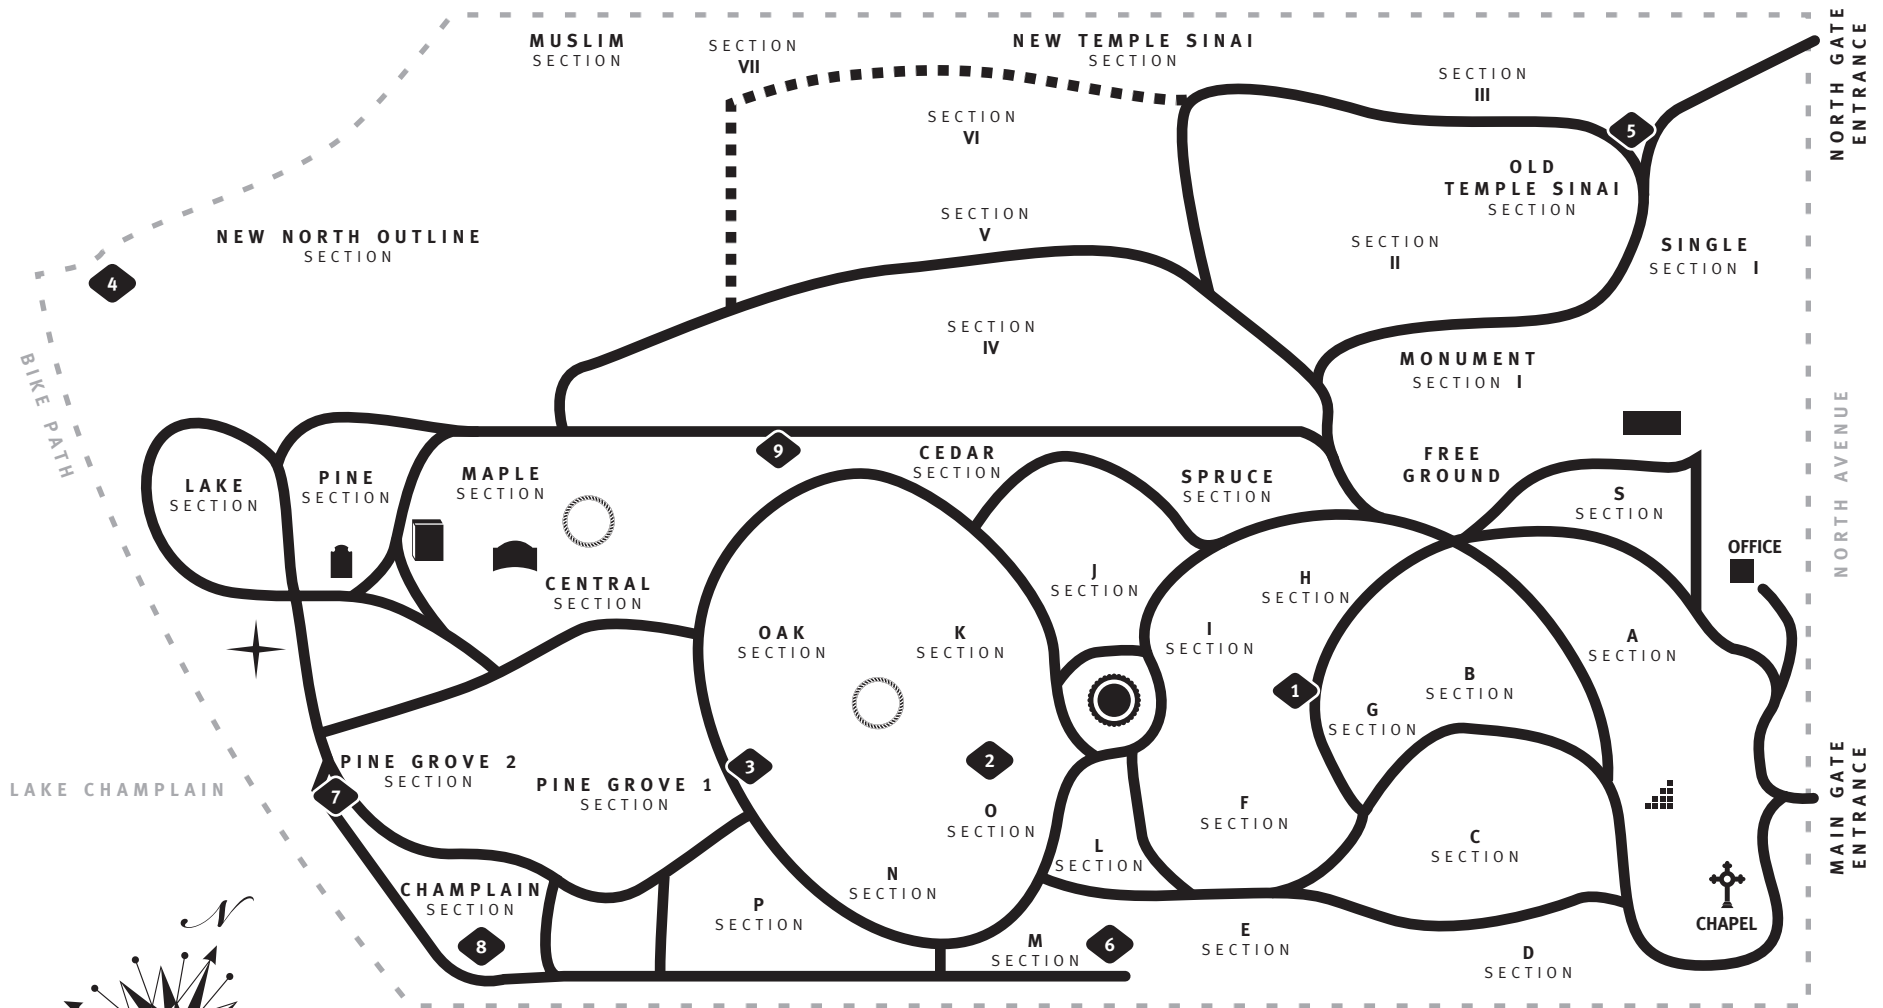 MUSLIM
SECTION
SECTION
VII
NEW TEMPLE SINAI
SECTION
SECTION
III
NORTH GATE
ENTRANCE
SECTION
VI
5
OLD
TEMPLE SINAI
SECTION
NEW NORTH OUTLINE
SECTION
SECTION
V
SECTION
II
SINGLE
SECTION I
4
SECTION
IV
MONUMENT
SECTION I
BIKE PATH
NORTH AVENUE
9
CEDAR
SECTION
FREE
GROUND
LAKE
SECTION
PINE
SECTION
MAPLE
SECTION
SPRUCE
SECTION
S
SECTION
OFFICE
CENTRAL
SECTION
J
SECTION
H
SECTION
OAK
SECTION
K
SECTION
I
SECTION
A
SECTION
1
B
SECTION
G
SECTION
PINE GROVE 2
SECTION
PINE GROVE 1
SECTION
3
2
LAKE CHAMPLAIN
7
MAIN GATE
ENTRANCE
O
SECTION
F
SECTION
L
SECTION
C
SECTION
CHAMPLAIN
SECTION
N
SECTION
P
SECTION
CHAPEL
N
8
M
SECTION
6
E
SECTION
D
SECTION